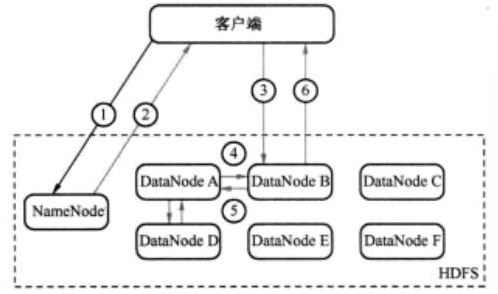 客户端
① ② ③ ⑥
④
DataNode A DataNode B DataNode C
NameNode
⑤
DataNode D DataNode E DataNode F
HDFS